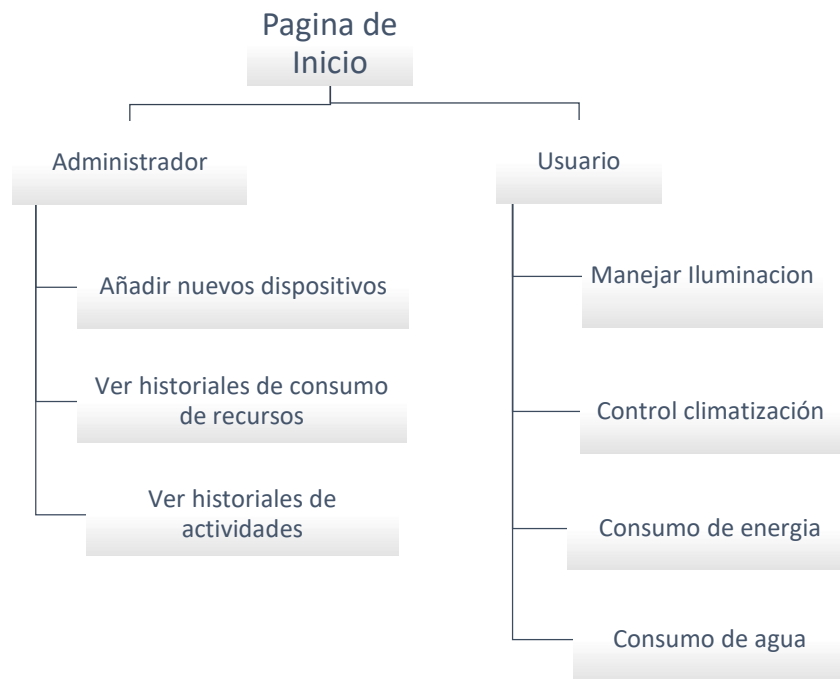 Pagina de
Inicio
Administrador
Usuario
Añadir nuevos dispositivos
Ver historiales de consumo
de recursos
Ver historiales de
actividades
Manejar Iluminacion
Control climatización
Consumo de energia
Consumo de agua